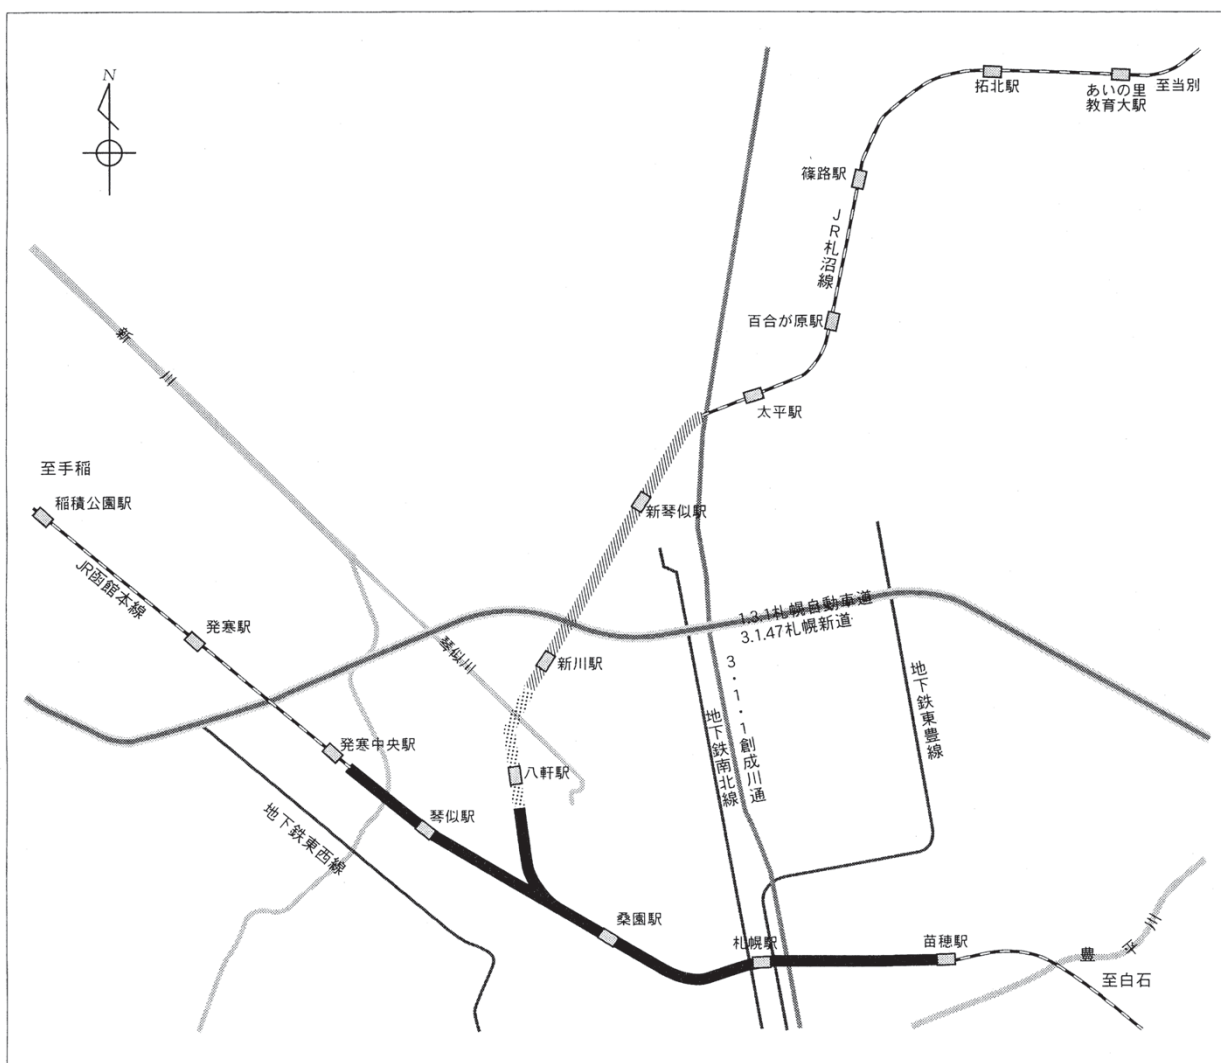 N
拓北駅
あいの里
教育大駅
至当別
篠路駅
JR札沼線
百合が原駅
太平駅
新川
至手稲
稲積公園駅
JR函館本線
発寒駅
新琴似駅
1.3.1札幌自動車道
3.1.47札幌新道
琴似川
新川駅
3・1・1創成川通
地下鉄南北線
地下鉄東豊線
発寒中央駅
八軒駅
琴似駅
地下鉄東西線
桑園駅
札幌駅
苗穂駅
豊平川
至白石